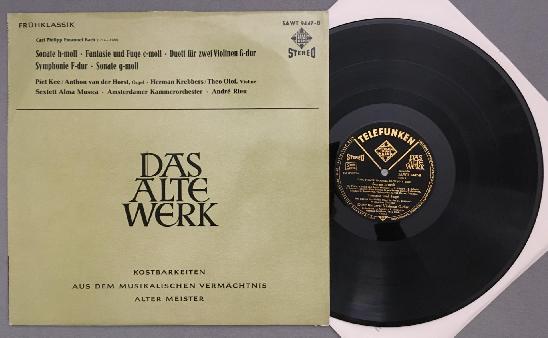 FRÜHKLASSIK
SAWT 9447-B
Carl Philipp Emanuel Bach
Sonate h-moll · Fantasie und Fuge c-moll · Duett für zwei Violinen G-dur
Symphonie F-dur · Sonate g-moll
STEREO
Piet Kee / Anthon van der Horst, Orgel · Herman Krebbers / Theo Olof, Violine
Sextett Alma Musica · Amsterdamer Kammerorchester · André Rieu
DAS
ALTE
WERK
KOSTBARKEITEN
AUS DEM MUSIKALISCHEN VERMÄCHTNIS
ALTER MEISTER
TELEFUNKEN
STEREO
DAS
ALTE
WERK